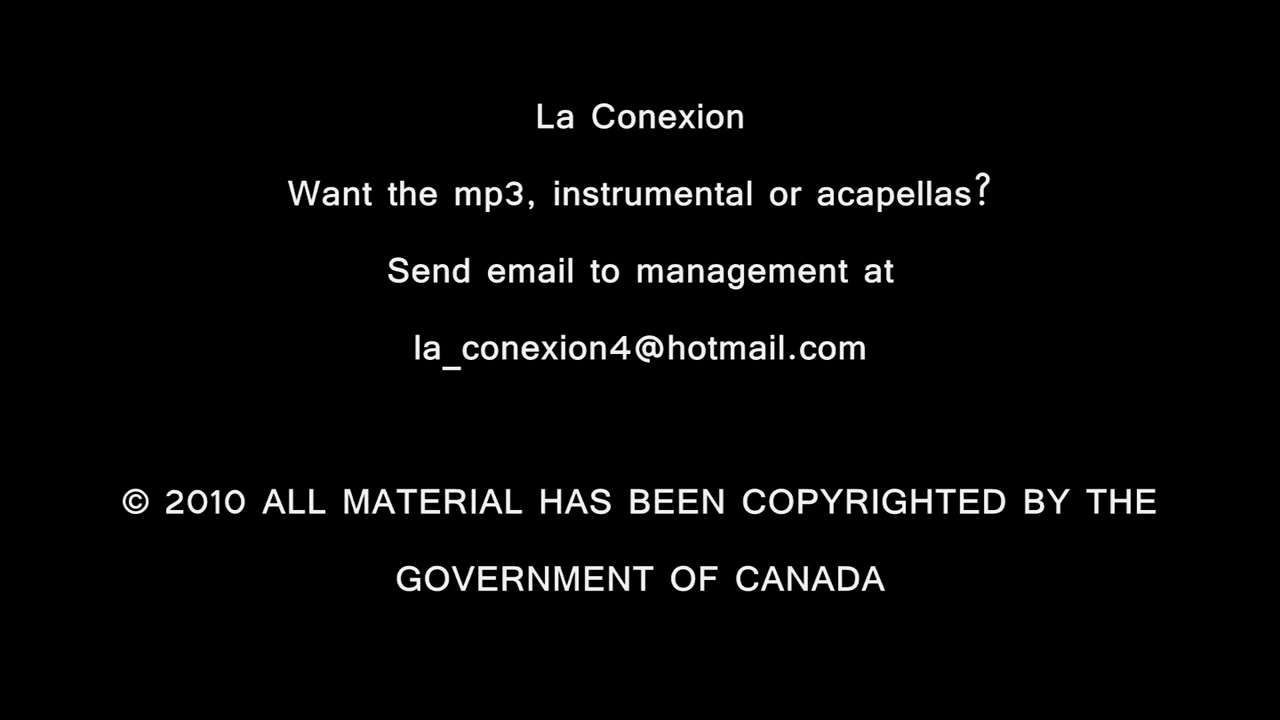 La Conexion
Want the mp3, instrumental or acapellas?
Send email to management at
la_conexion4@hotmail.com
© 2010 ALL MATERIAL HAS BEEN COPYRIGHTED BY THE
GOVERNMENT OF CANADA